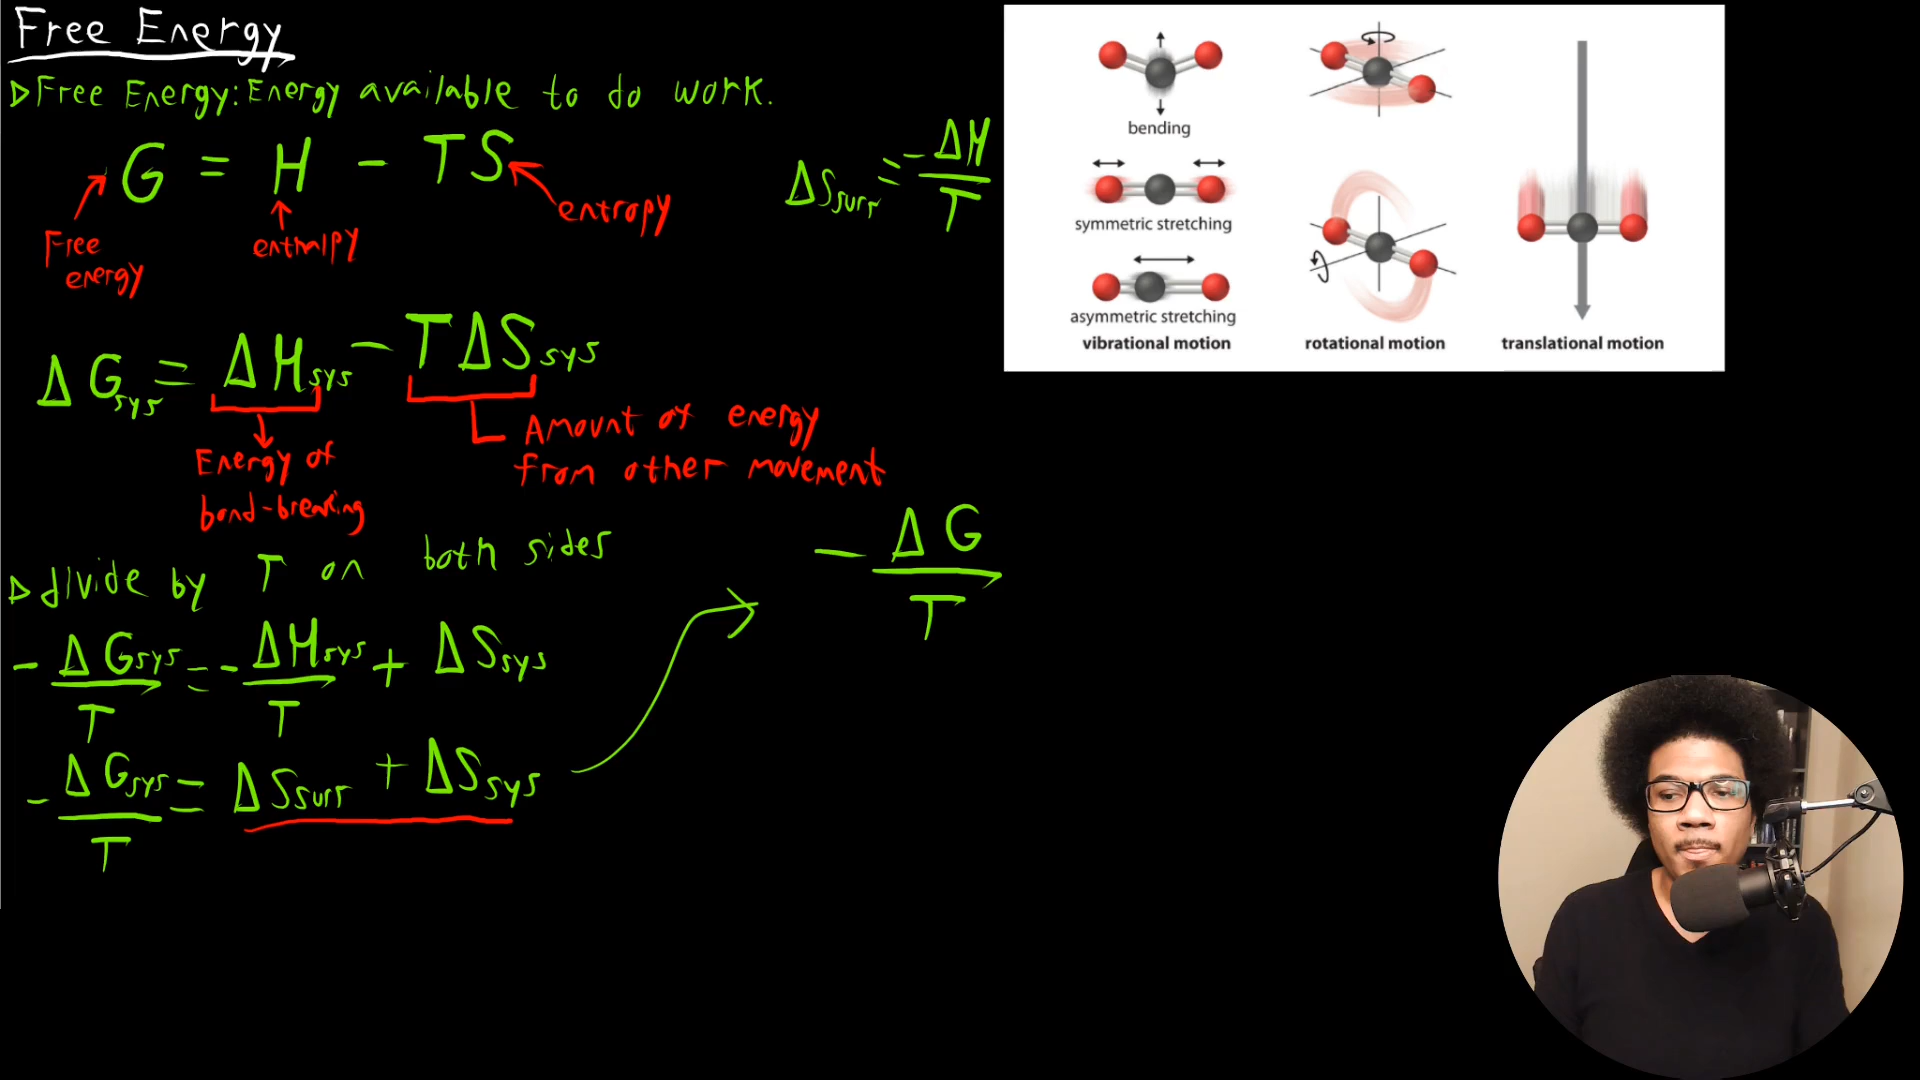 Free Energy
▷Free Energy: Energy available to do work.
G = H - TS
Free energy
enthalpy
entropy
ΔSsurr = -ΔH/T
ΔGsys = ΔHsys - TΔSsys
Energy of
bond-breaking
Amount of energy
from other movement
▷divide by T on both sides
-ΔGsys/T = -ΔHsys/T + ΔSsys
-ΔGsys/T = ΔSsurr + ΔSsys
-ΔG/T
bending
symmetric stretching
asymmetric stretching
vibrational motion
rotational motion
translational motion